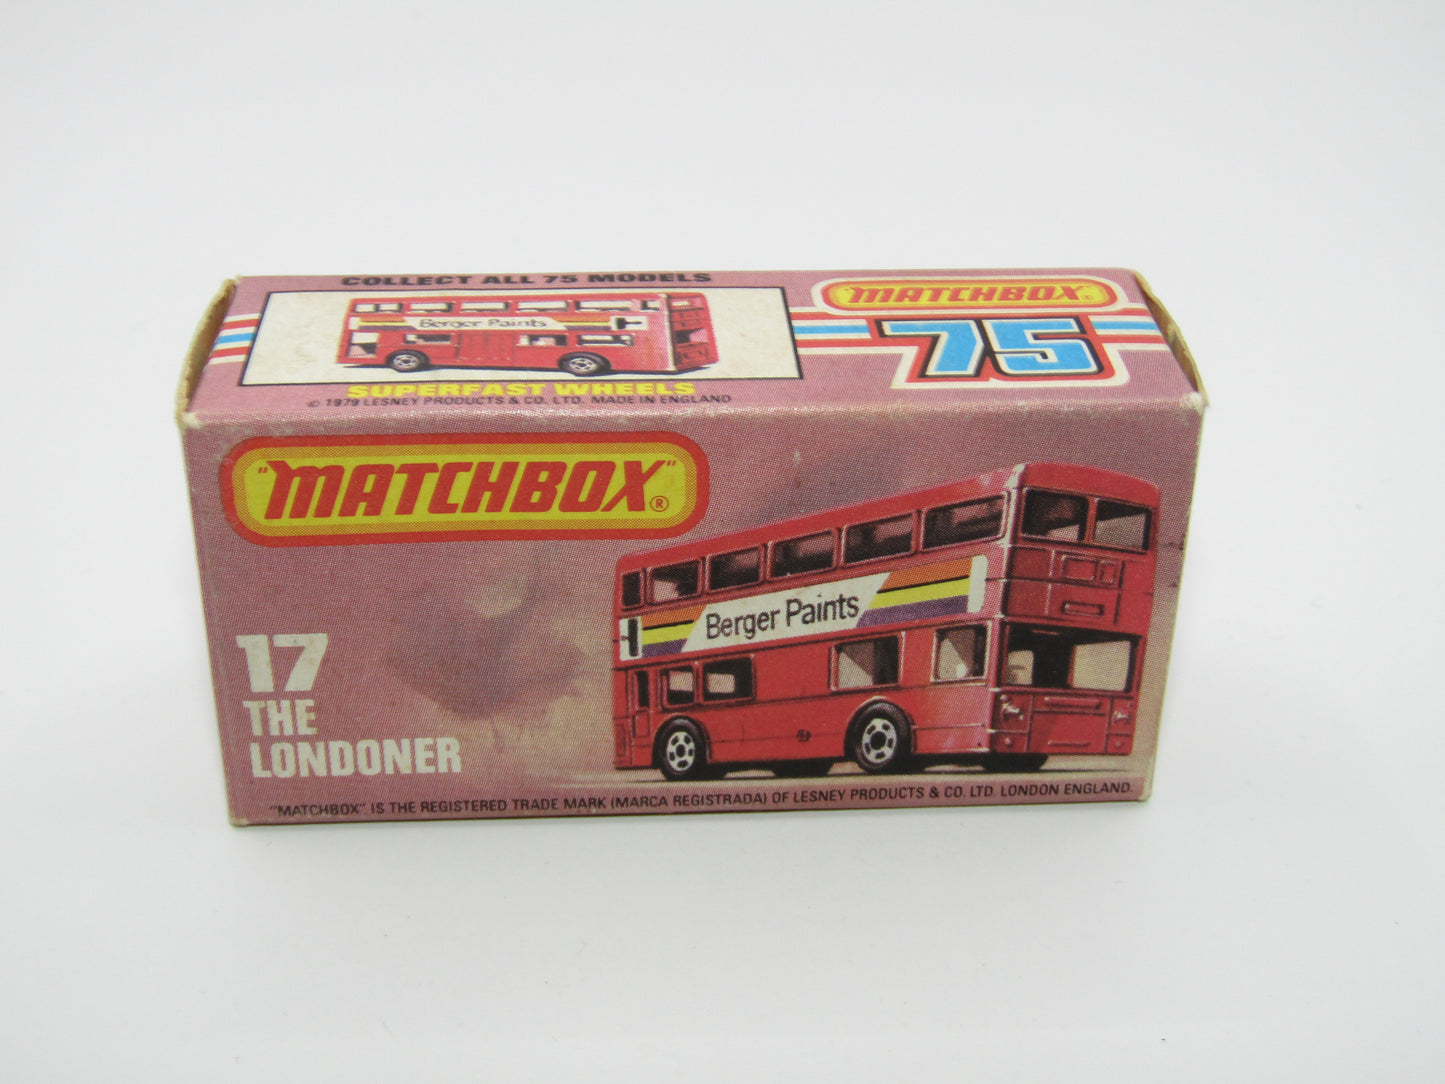 COLLECT ALL 75 MODELS
Berger Paints
SUPERFAST WHEELS
© 1979 LESNEY PRODUCTS & CO. LTD. MADE IN ENGLAND
"MATCHBOX"®
75
"MATCHBOX"®
17
THE
LONDONER
Berger Paints
"MATCHBOX" IS THE REGISTERED TRADE MARK (MARCA REGISTRADA) OF LESNEY PRODUCTS & CO. LTD. LONDON ENGLAND.